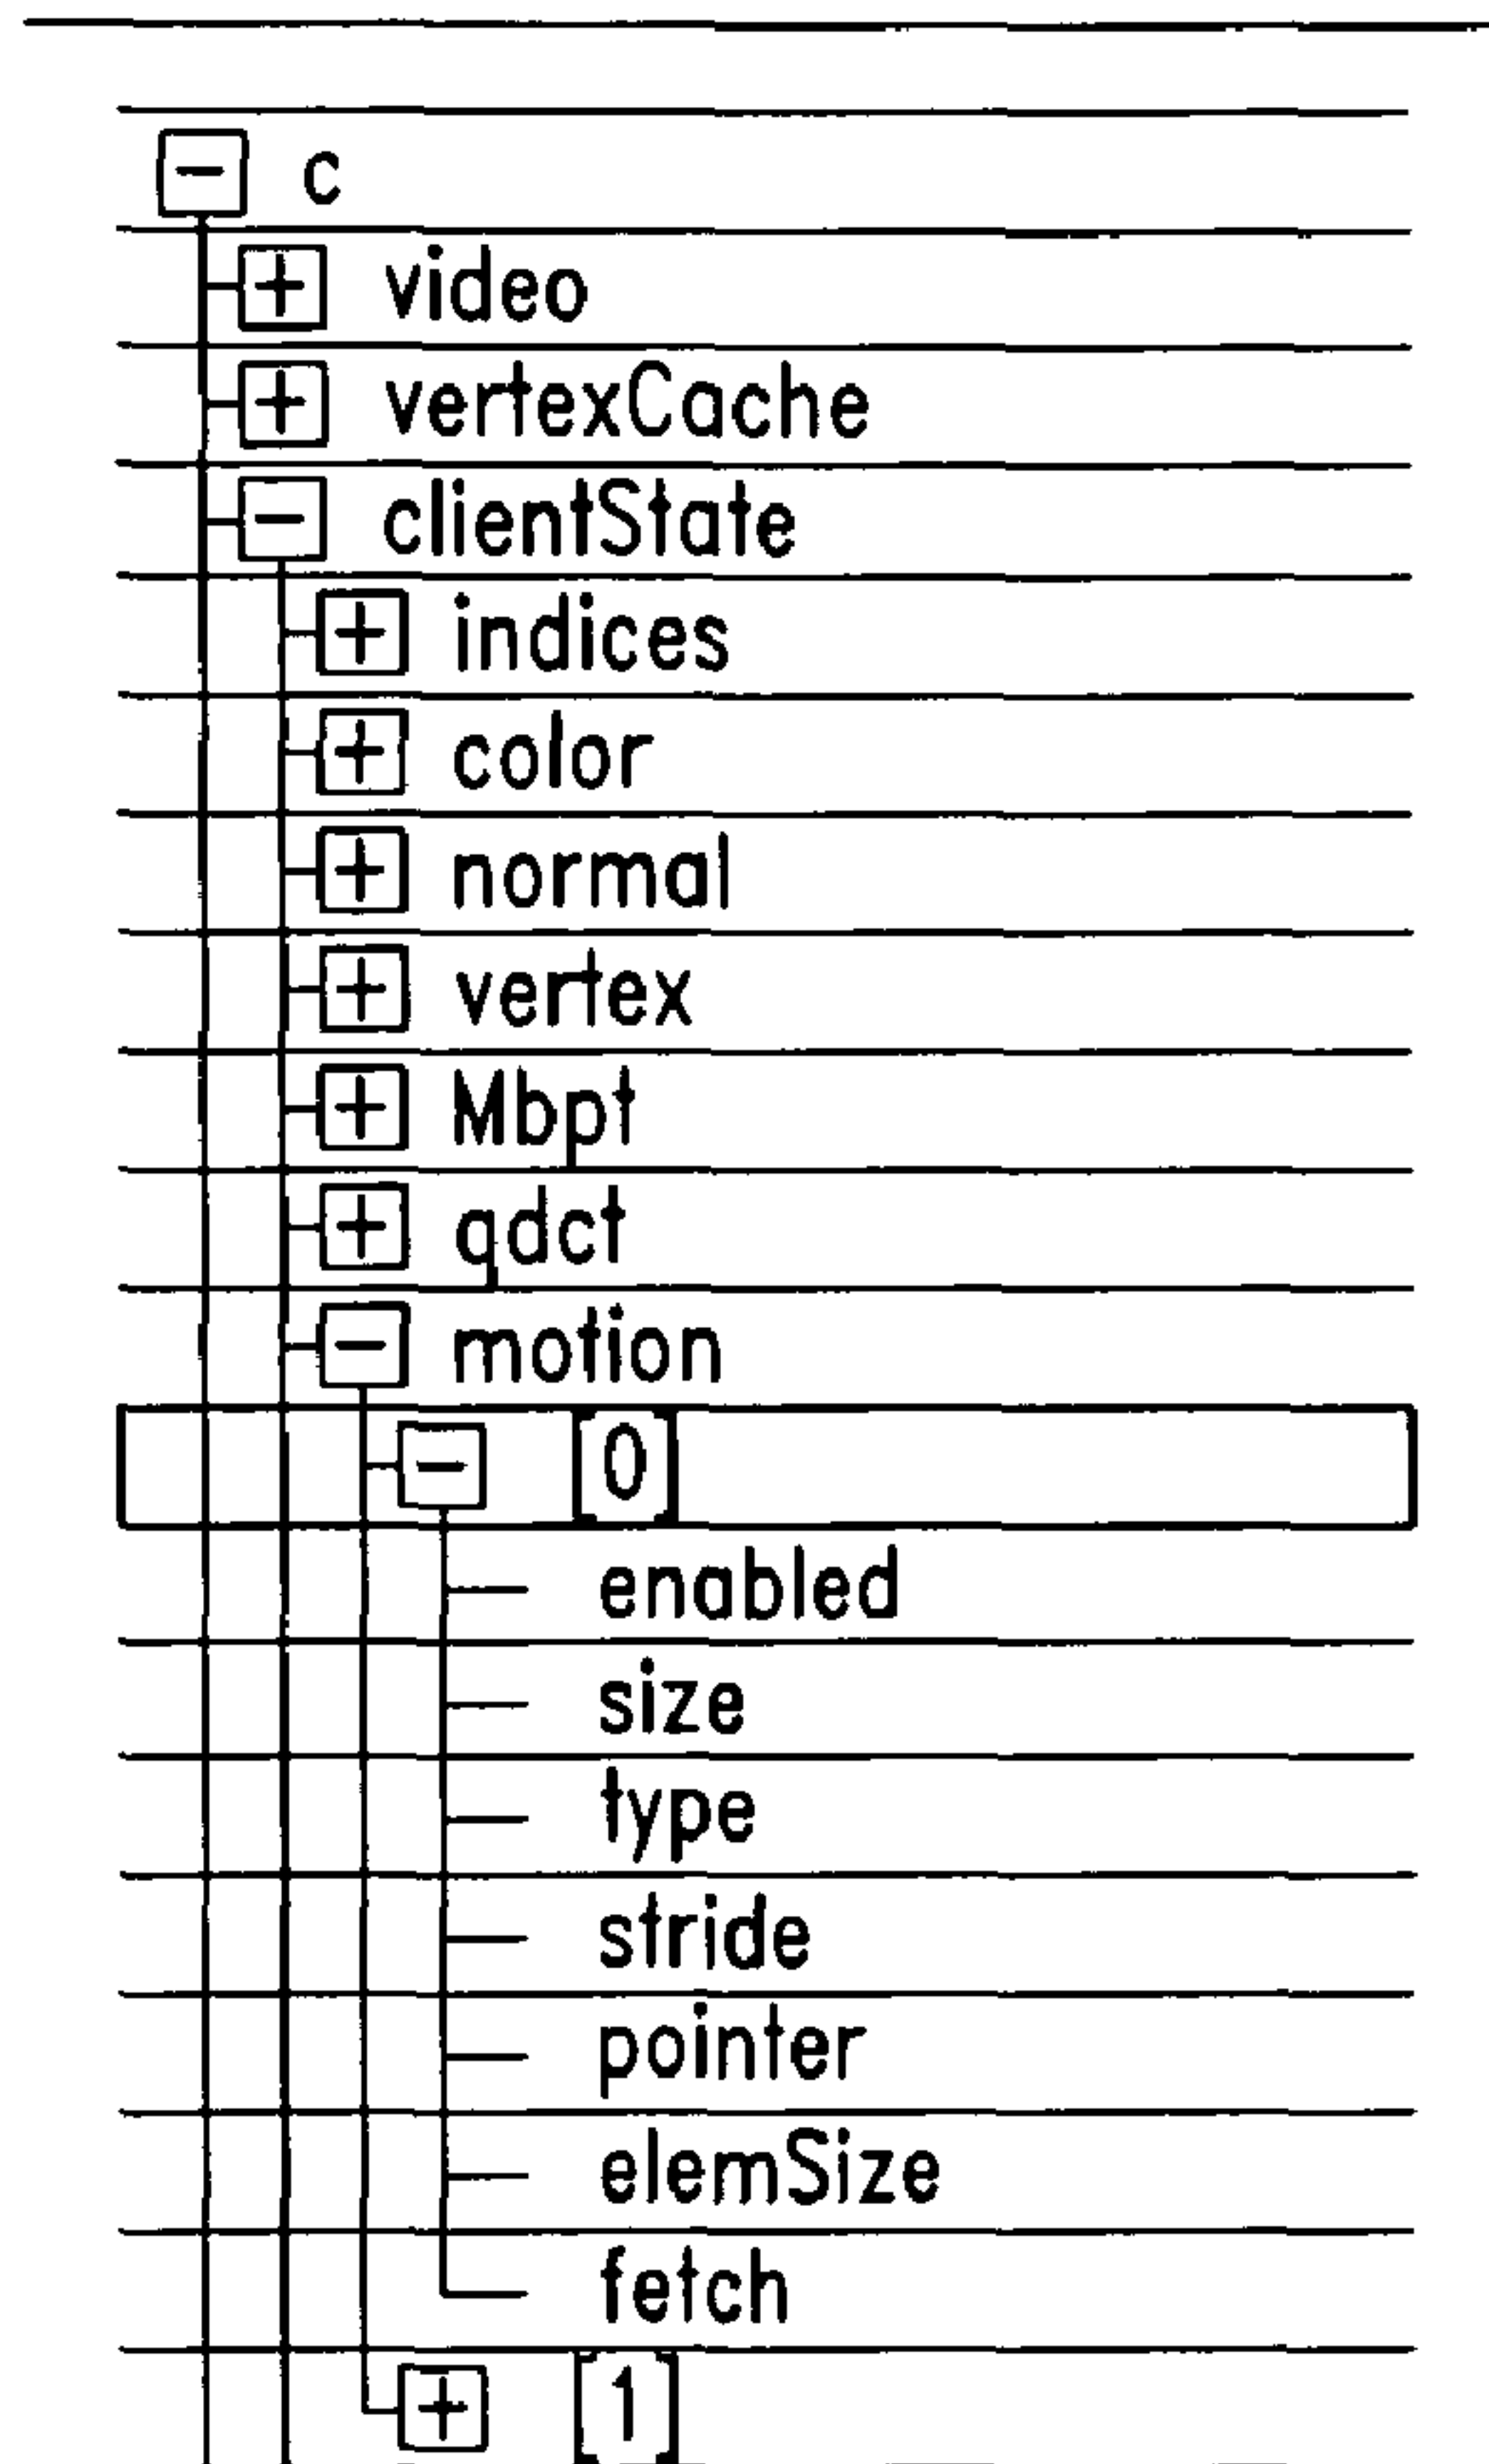 c
video
vertexCache
clientState
indices
color
normal
vertex
Mbpt
qdct
motion
[0]
enabled
size
type
stride
pointer
elemSize
fetch
[1]